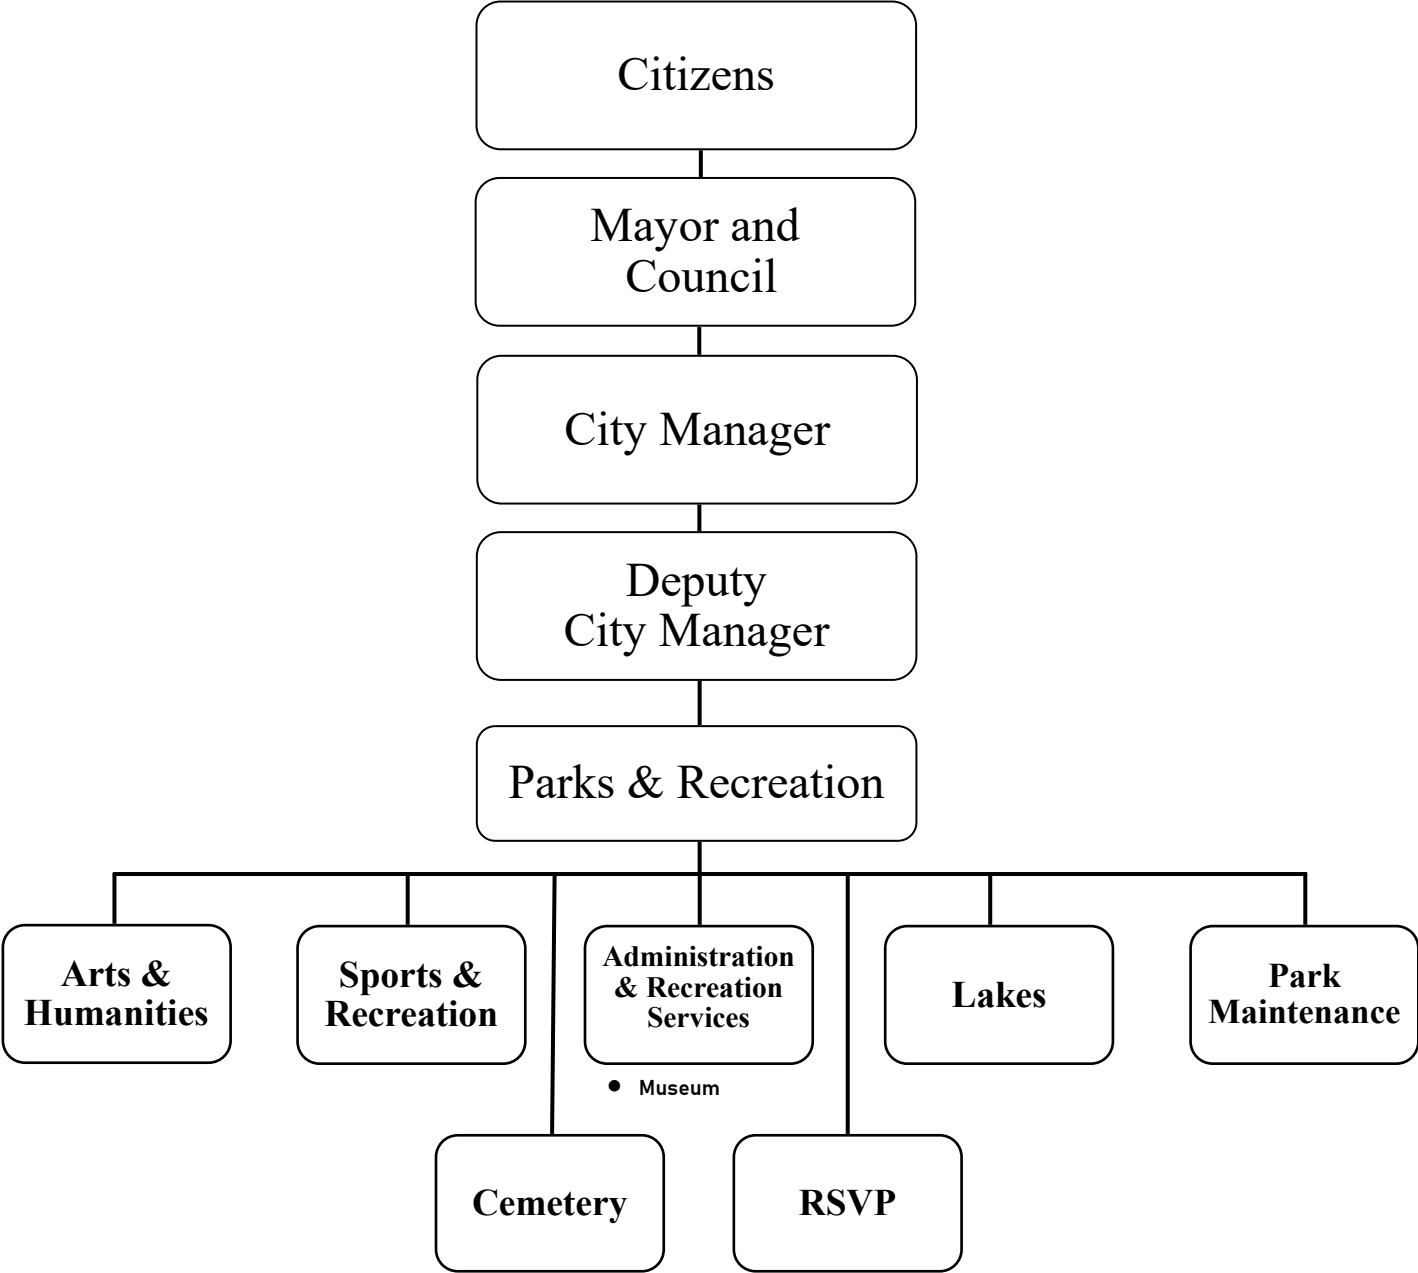 Citizens
Mayor and
Council
City Manager
Deputy
City Manager
Parks & Recreation
Arts &
Humanities
Sports &
Recreation
Administration
& Recreation
Services
Lakes
Park
Maintenance
• Museum
Cemetery
RSVP